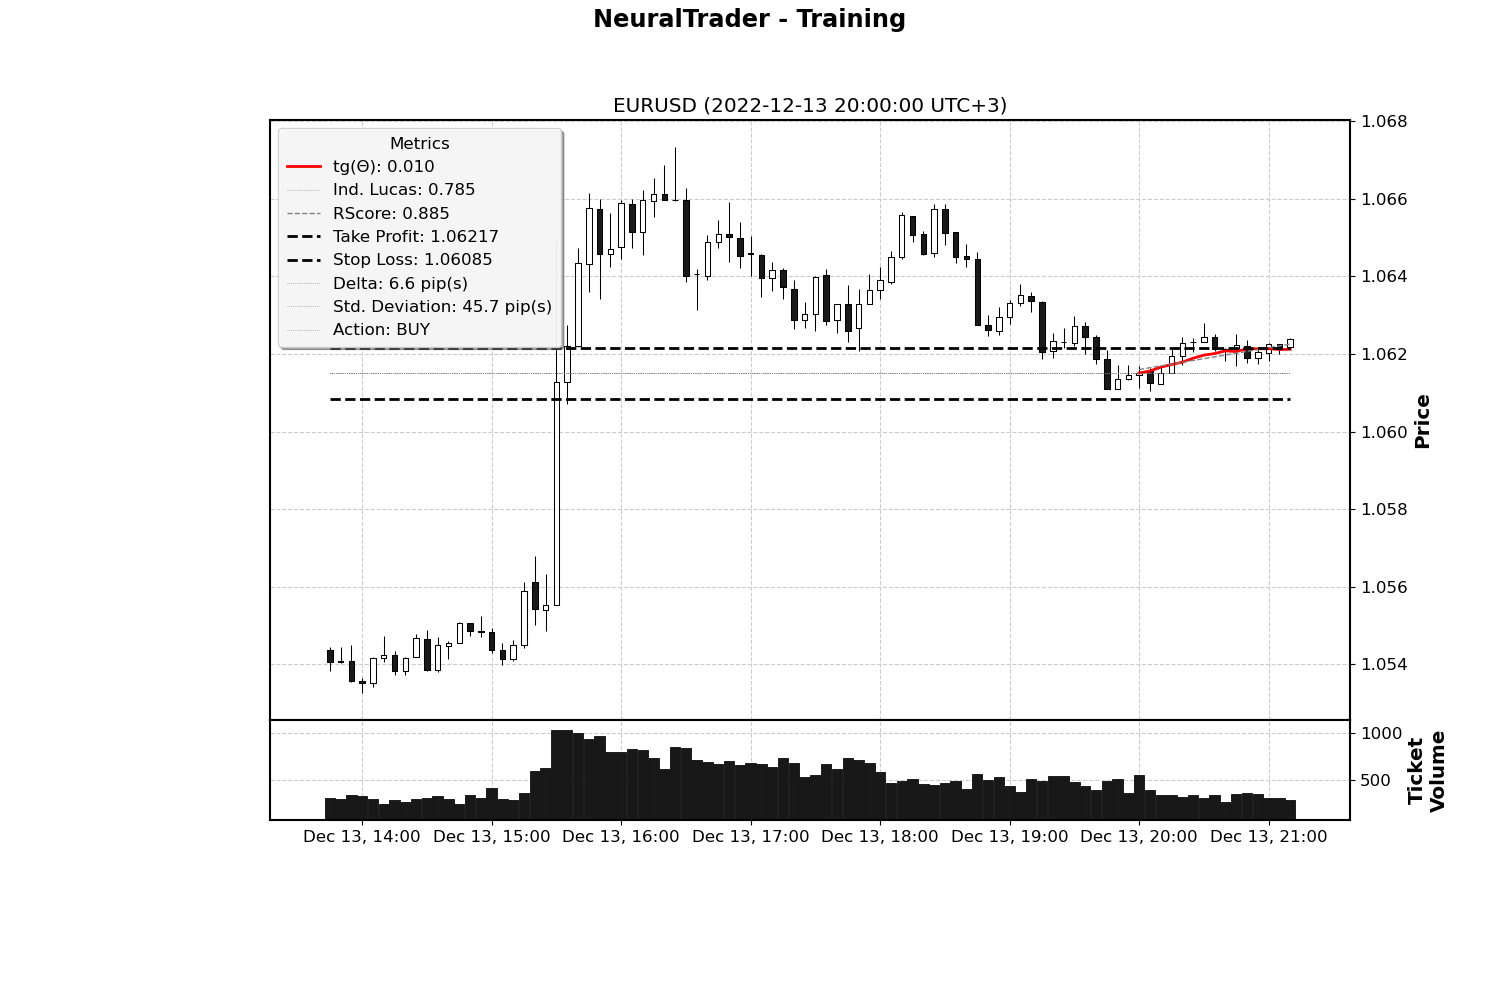 NeuralTrader - Training
EURUSD (2022-12-13 20:00:00 UTC+3)
Metrics
tg(Θ): 0.010
Ind. Lucas: 0.785
RScore: 0.885
Take Profit: 1.06217
Stop Loss: 1.06085
Delta: 6.6 pip(s)
Std. Deviation: 45.7 pip(s)
Action: BUY
1.068
1.066
1.064
1.062
1.060
1.058
1.056
1.054
Price
1000
500
Ticket
Volume
Dec 13, 14:00
Dec 13, 15:00
Dec 13, 16:00
Dec 13, 17:00
Dec 13, 18:00
Dec 13, 19:00
Dec 13, 20:00
Dec 13, 21:00